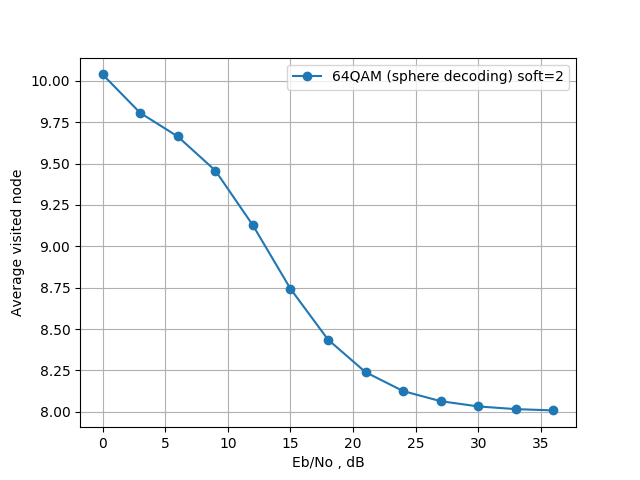 64QAM (sphere decoding) soft=2
10.00
9.75
9.50
9.25
9.00
8.75
8.50
8.25
8.00
Average visited node
0 5 10 15 20 25 30 35
Eb/No , dB